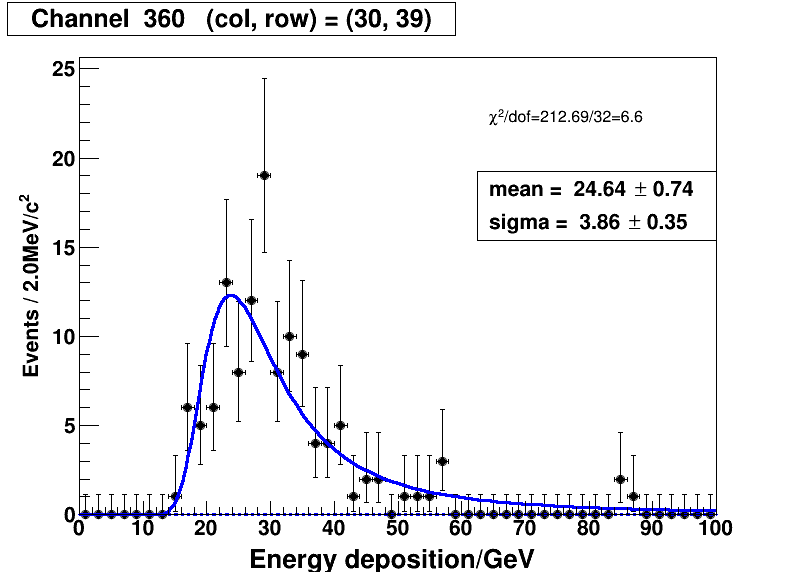 Channel 360 (col, row) = (30, 39)
25
20
15
10
5
0
Events / 2.0MeV/c²
χ²/dof=212.69/32=6.6
mean = 24.64 ± 0.74
sigma = 3.86 ± 0.35
0 10 20 30 40 50 60 70 80 90 100
Energy deposition/GeV